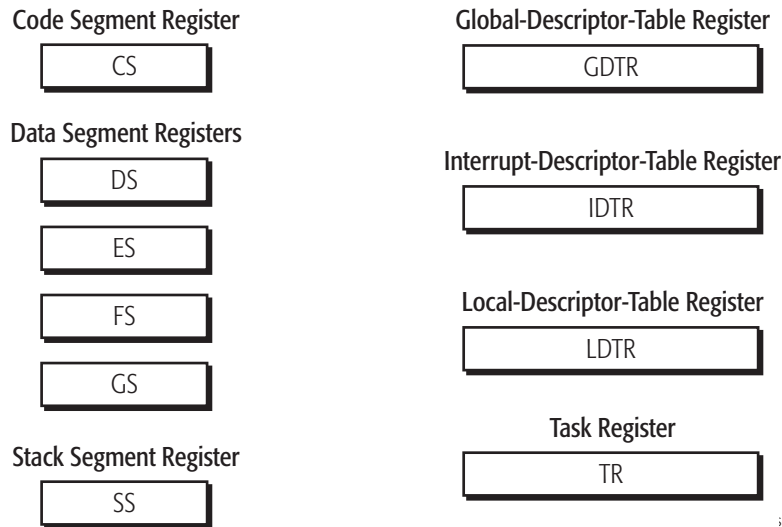 Code Segment Register
CS
Data Segment Registers
DS
ES
FS
GS
Stack Segment Register
SS
Global-Descriptor-Table Register
GDTR
Interrupt-Descriptor-Table Register
IDTR
Local-Descriptor-Table Register
LDTR
Task Register
TR